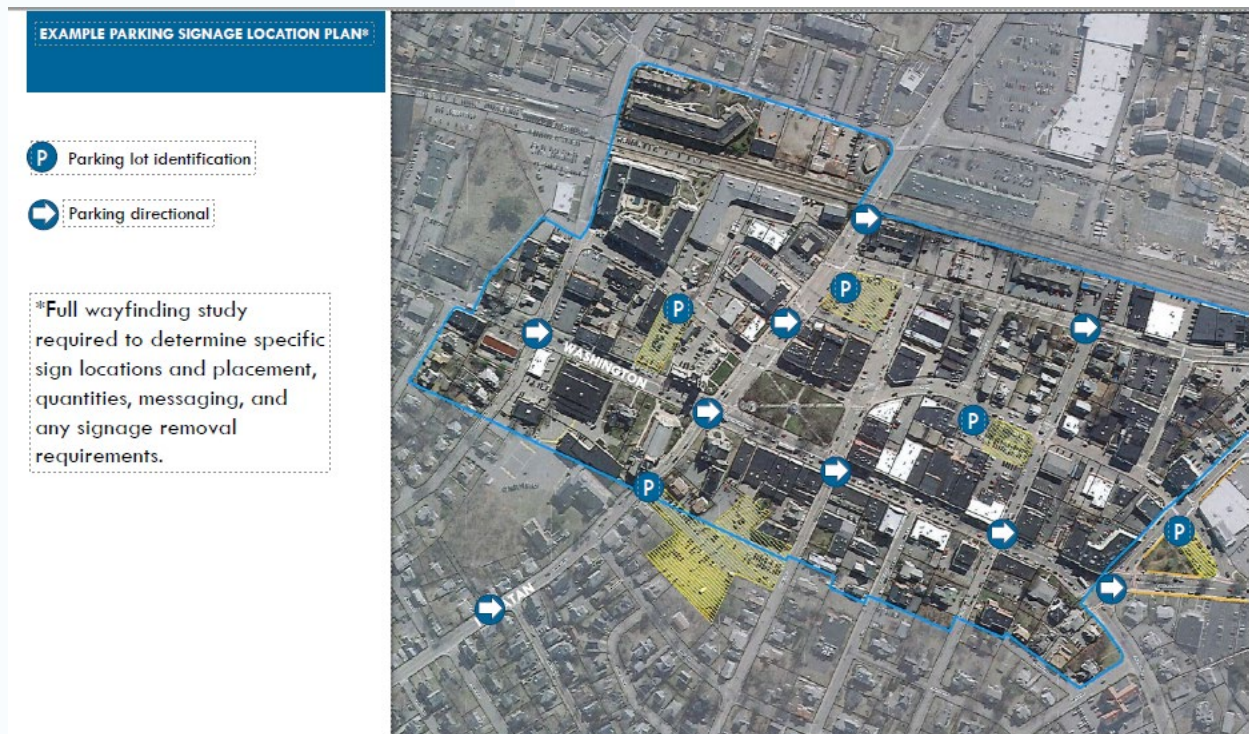 EXAMPLE PARKING SIGNAGE LOCATION PLAN*
P Parking lot identification
Parking directional
*Full wayfinding study
required to determine specific
sign locations and placement,
quantities, messaging, and
any signage removal
requirements.
P
P
WASHINGTON
P
P
P
TAN